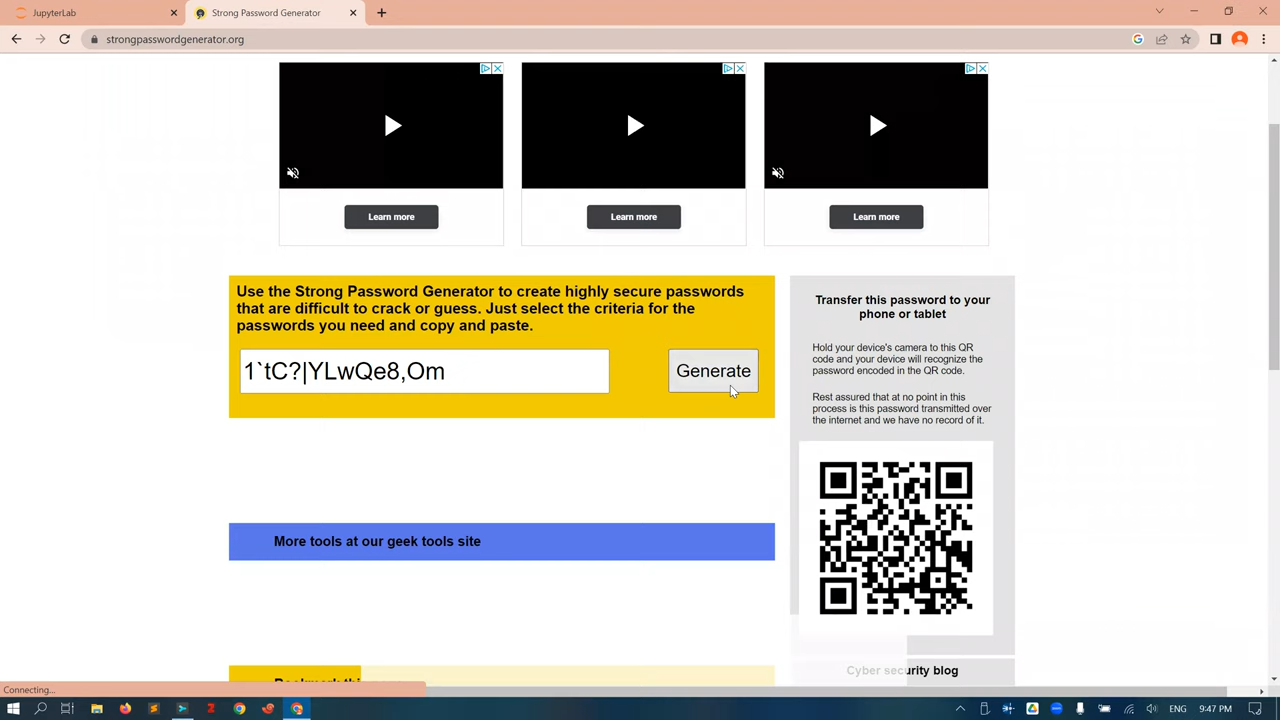 JupyterLab
Strong Password Generator
strongpasswordgenerator.org
Learn more
Learn more
Learn more
Use the Strong Password Generator to create highly secure passwords
that are difficult to crack or guess. Just select the criteria for the
passwords you need and copy and paste.
1`tC?|YLwQe8,Om
Generate
Transfer this password to your
phone or tablet
Hold your device's camera to this QR
code and your device will recognize the
password encoded in the QR code.
Rest assured that at no point in this
process is this password transmitted over
the internet and we have no record of it.
More tools at our geek tools site
Cyber security blog
Connecting...
ENG
9:47 PM